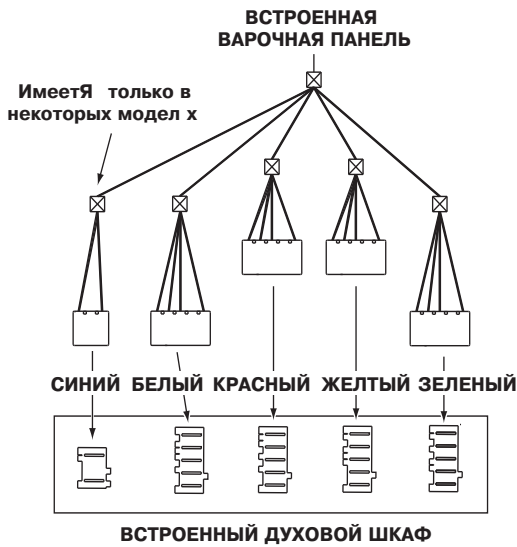 ВСТРОЕННАЯ
ВАРОЧНАЯ ПАНЕЛЬ
ИмеетЯ только в
некоторых модел х
СИНИЙ БЕЛЫЙ КРАСНЫЙ ЖЕЛТЫЙ ЗЕЛЕНЫЙ
ВСТРОЕННЫЙ ДУХОВОЙ ШКАФ